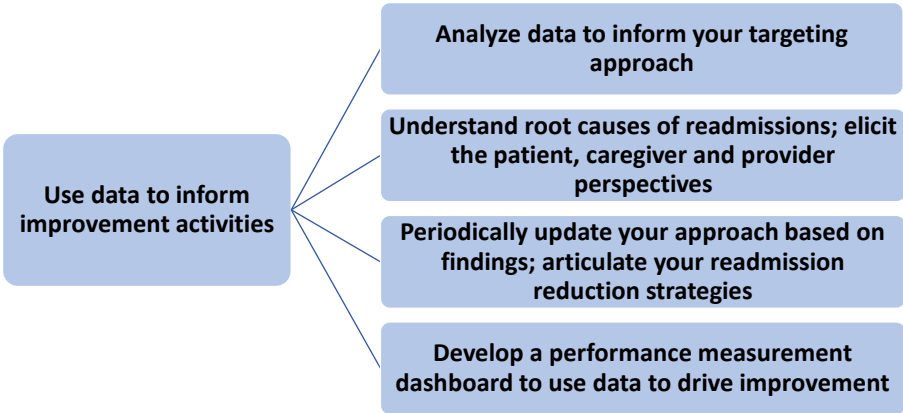 Use data to inform
improvement activities
Analyze data to inform your targeting
approach
Understand root causes of readmissions; elicit
the patient, caregiver and provider
perspectives
Periodically update your approach based on
findings; articulate your readmission
reduction strategies
Develop a performance measurement
dashboard to use data to drive improvement